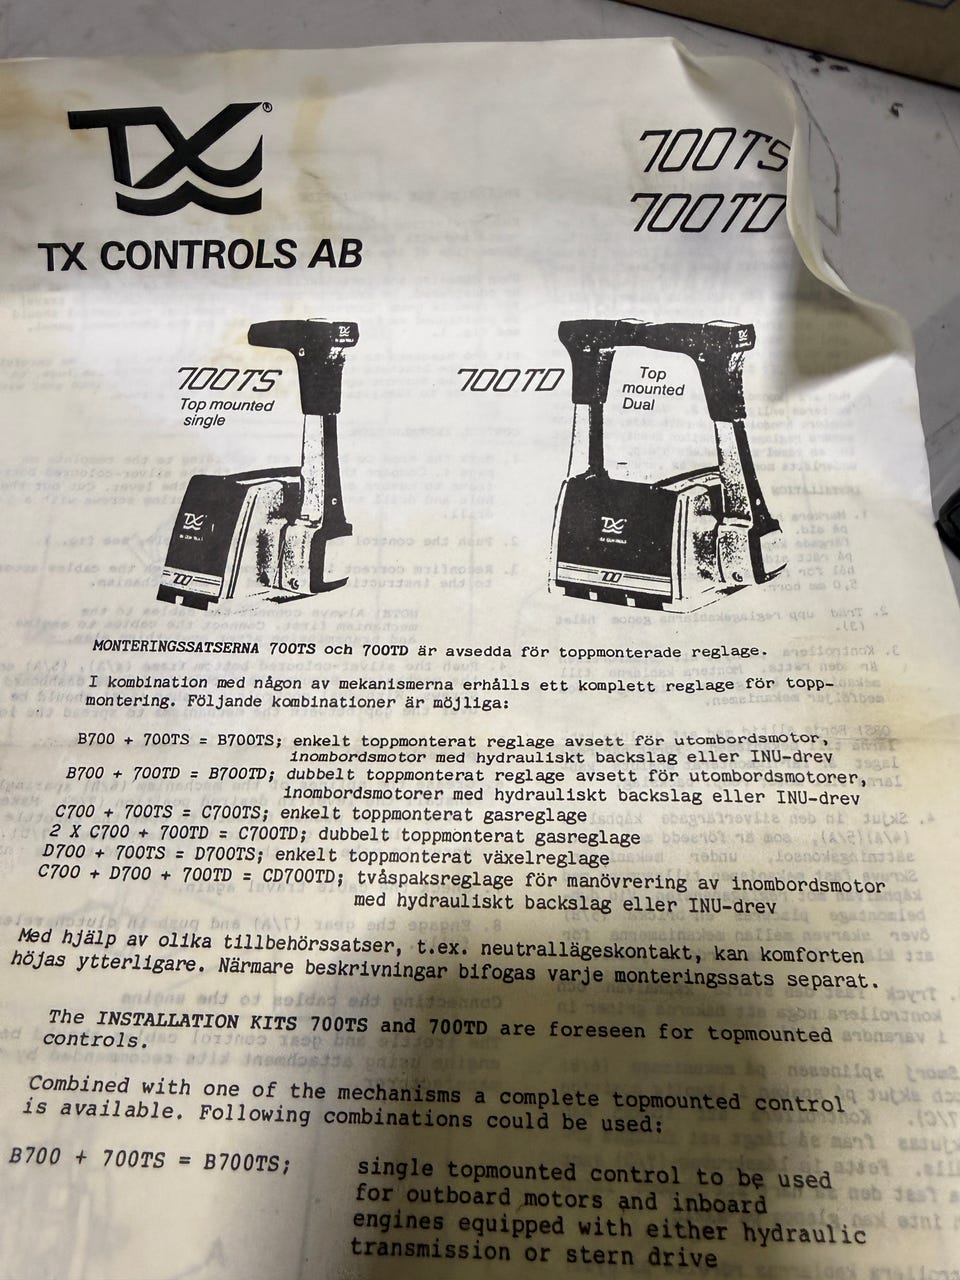 TX®
TX CONTROLS AB
700TS
700TD
700TS
Top mounted
single
700TD
Top
mounted
Dual
TX
TX
TX
TX
TX CONTROLS
700
700
MONTERINGSSATSERNA 700TS och 700TD är avsedda för toppmonterade reglage.
I kombination med någon av mekanismerna erhålls ett komplett reglage för topp-
montering. Följande kombinationer är möjliga:
B700 + 700TS = B700TS; enkelt toppmonterat reglage avsett för utombordsmotor,
inombordsmotor med hydrauliskt backslag eller INU-drev
B700 + 700TD = B700TD; dubbelt toppmonterat reglage avsett för utombordsmotorer,
inombordsmotorer med hydrauliskt backslag eller INU-drev
C700 + 700TS = C700TS; enkelt toppmonterat gasreglage
2 X C700 + 700TD = C700TD; dubbelt toppmonterat gasreglage
D700 + 700TS = D700TS; enkelt toppmonterat växelreglage
C700 + D700 + 700TD = CD700TD; tvåspaksreglage för manövrering av inombordsmotor
med hydrauliskt backslag eller INU-drev
Med hjälp av olika tillbehörssatser, t.ex. neutrallägeskontakt, kan komforten
höjas ytterligare. Närmare beskrivningar bifogas varje monteringssats separat.
The INSTALLATION KITS 700TS and 700TD are foreseen for topmounted
controls.
Combined with one of the mechanisms a complete topmounted control
is available. Following combinations could be used:
B700 + 700TS = B700TS; single topmounted control to be used
for outboard motors and inboard
engines equipped with either hydraulic
transmission or stern drive